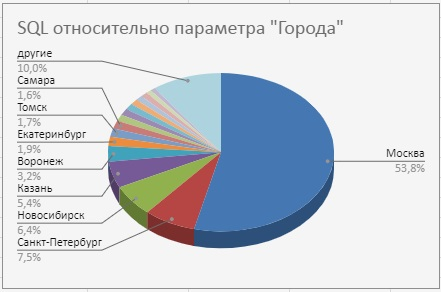 SQL относительно параметра "Города"
другие
10,0%
Самара
1,6%
Томск
1,7%
Екатеринбург
1,9%
Воронеж
3,2%
Казань
5,4%
Новосибирск
6,4%
Санкт-Петербург
7,5%
Москва
53,8%